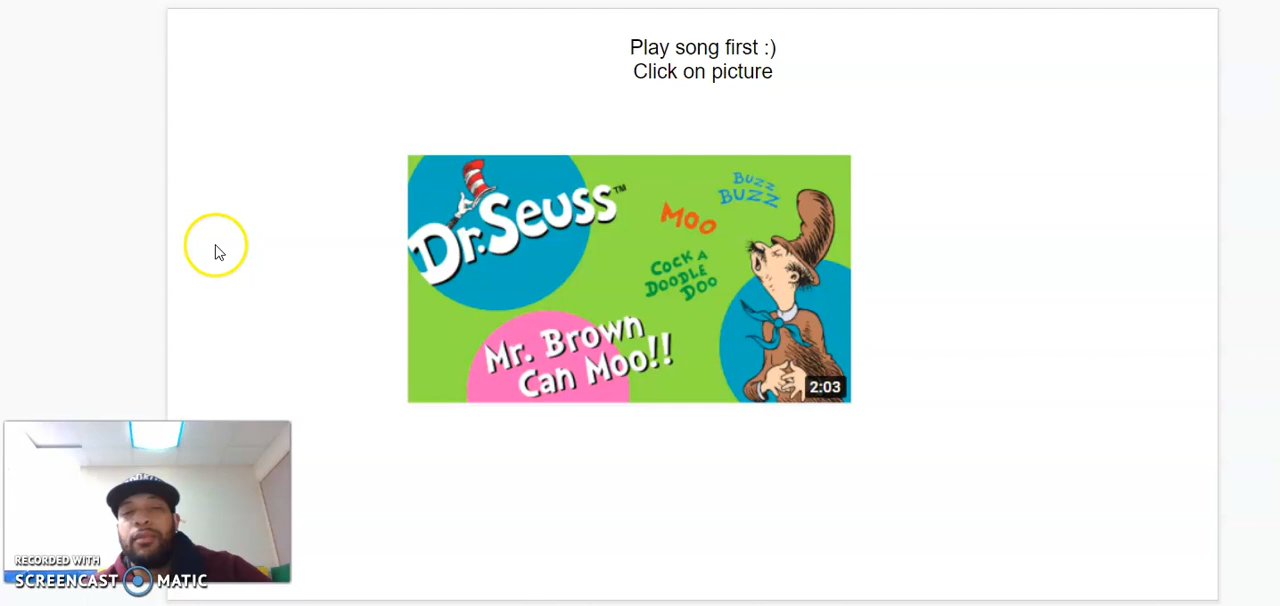 Play song first :)
Click on picture
Dr. Seuss™
BUZZ
BUZZ
MOO
COCK A
DOODLE
DOO
Mr. Brown
Can Moo!!
2:03
RECORDED WITH
SCREENCAST MATIC